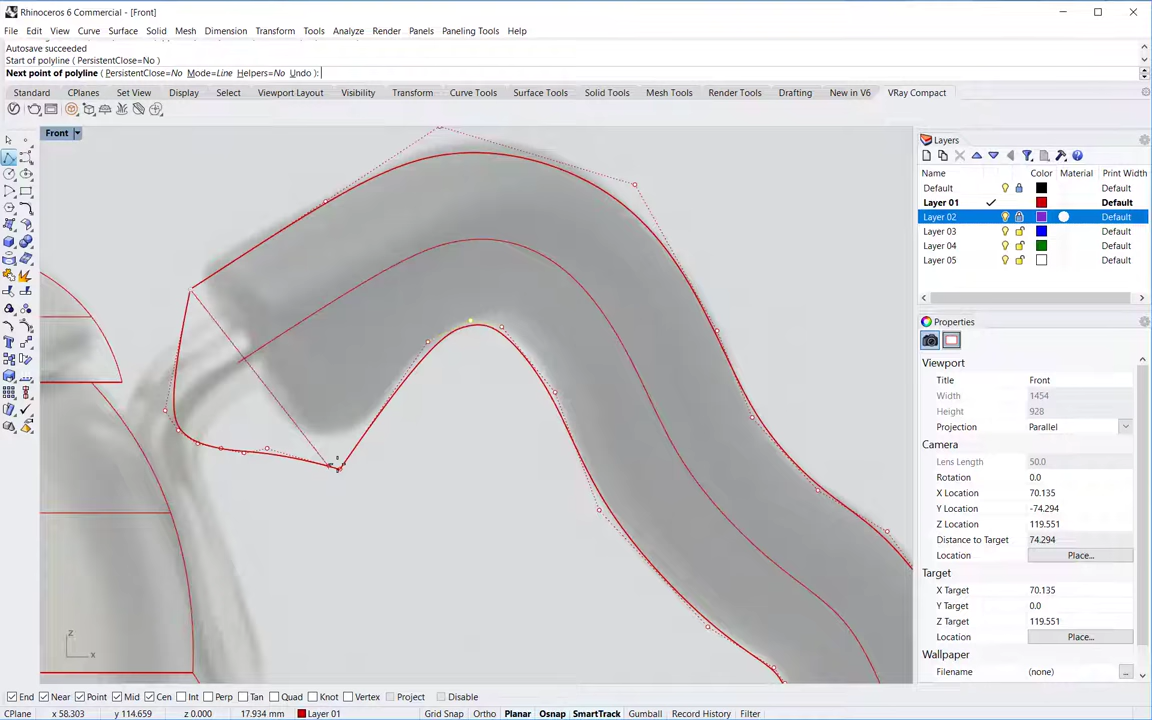 Rhinoceros 6 Commercial - [Front]
File Edit View Curve Surface Solid Mesh Dimension Transform Tools Analyze Render Panels Paneling Tools Help
Autosave succeeded
Start of polyline ( PersistentClose=No )
Next point of polyline ( PersistentClose=No Mode=Line Helpers=No Undo ):
Standard CPlanes Set View Display Select Viewport Layout Visibility Transform Curve Tools Surface Tools Solid Tools Mesh Tools Render Tools Drafting New in V6 VRay Compact
Front
Layers
Name Color Material Print Width
Default Default
Layer 01 Default
Layer 02 Default
Layer 03 Default
Layer 04 Default
Layer 05 Default
Properties
Viewport
Title Front
Width 1454
Height 928
Projection Parallel
Camera
Lens Length 50.0
Rotation 0.0
X Location 70.135
Y Location -74.294
Z Location 119.551
Distance to Target 74.294
Location Place...
Target
X Target 70.135
Y Target 0.0
Z Target 119.551
Location Place...
Wallpaper
Filename (none) ...
z
x
End Near Point Mid Cen Int Perp Tan Quad Knot Vertex Project Disable
CPlane x 58.303 y 114.659 z 0.000 17.934 mm Layer 01 Grid Snap Ortho Planar Osnap SmartTrack Gumball Record History Filter